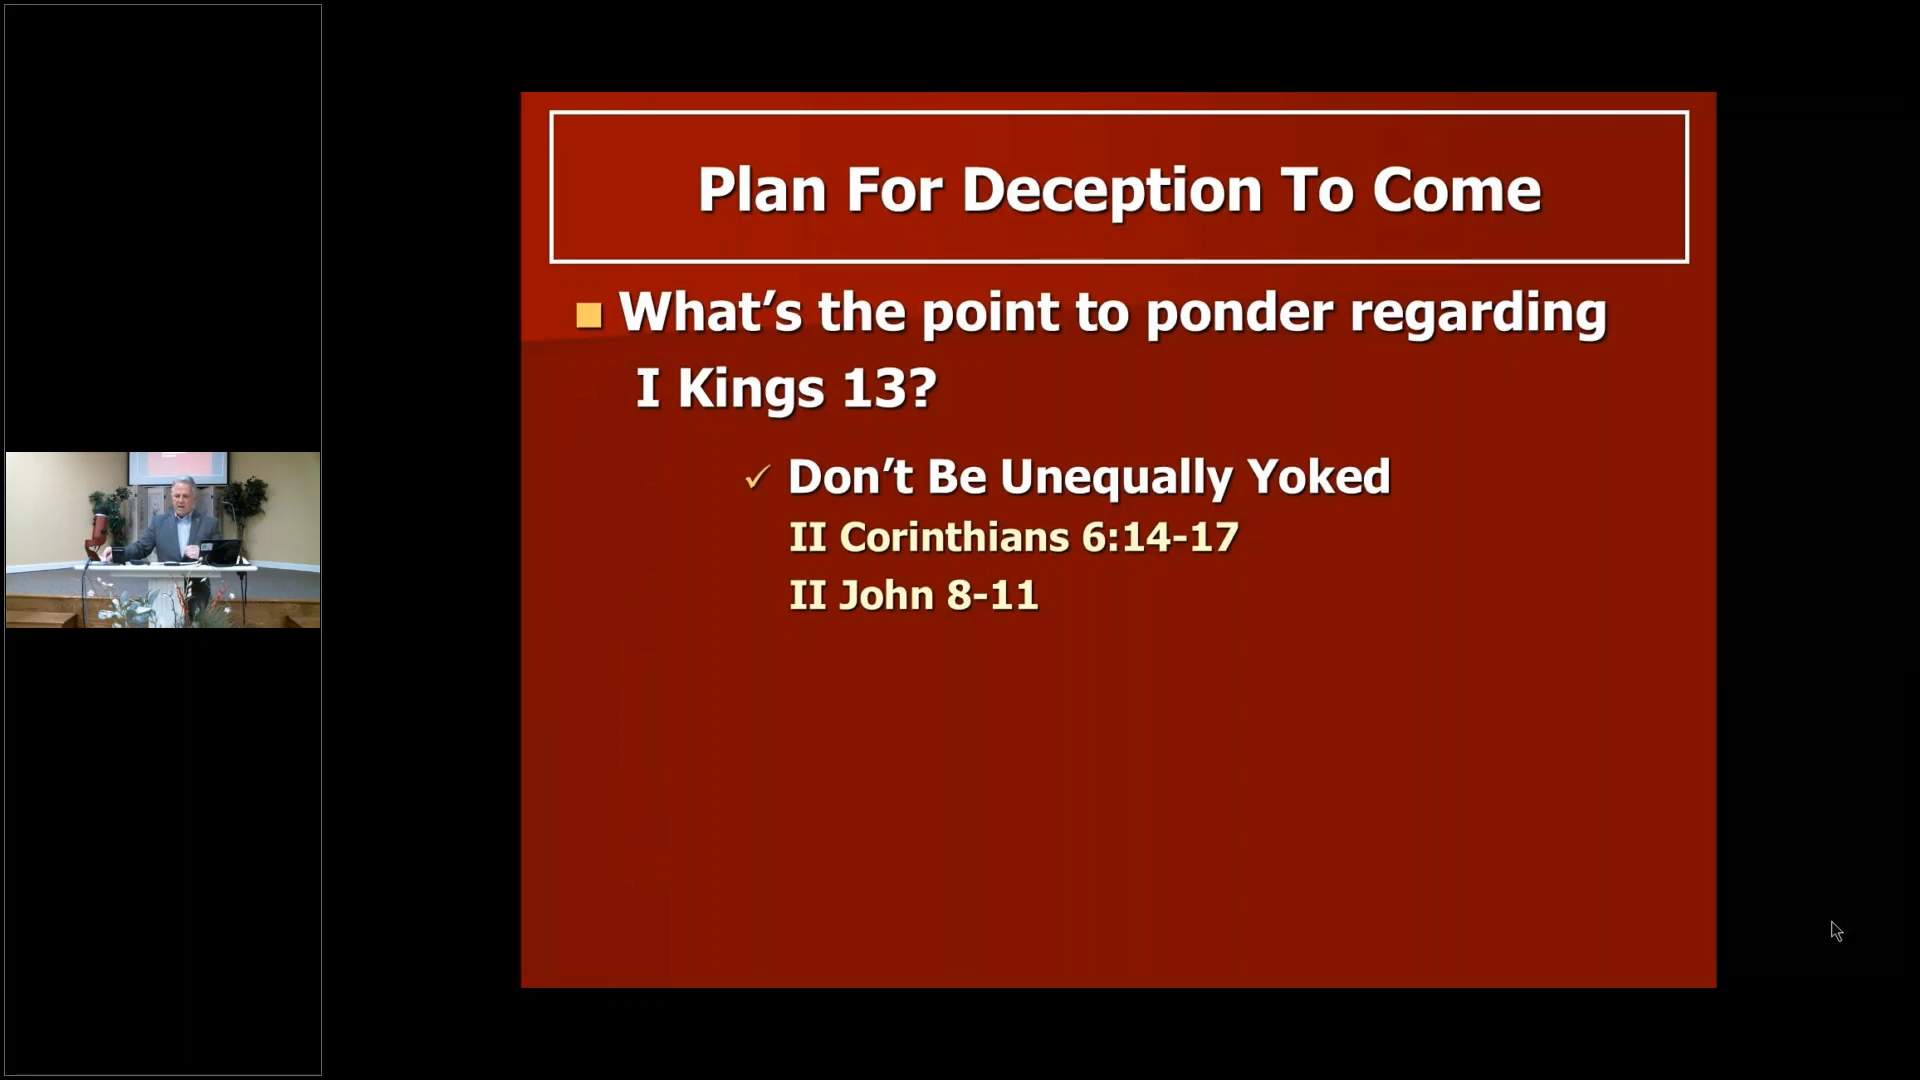 Plan For Deception To Come
What's the point to ponder regarding
I Kings 13?
Don't Be Unequally Yoked
II Corinthians 6:14-17
II John 8-11